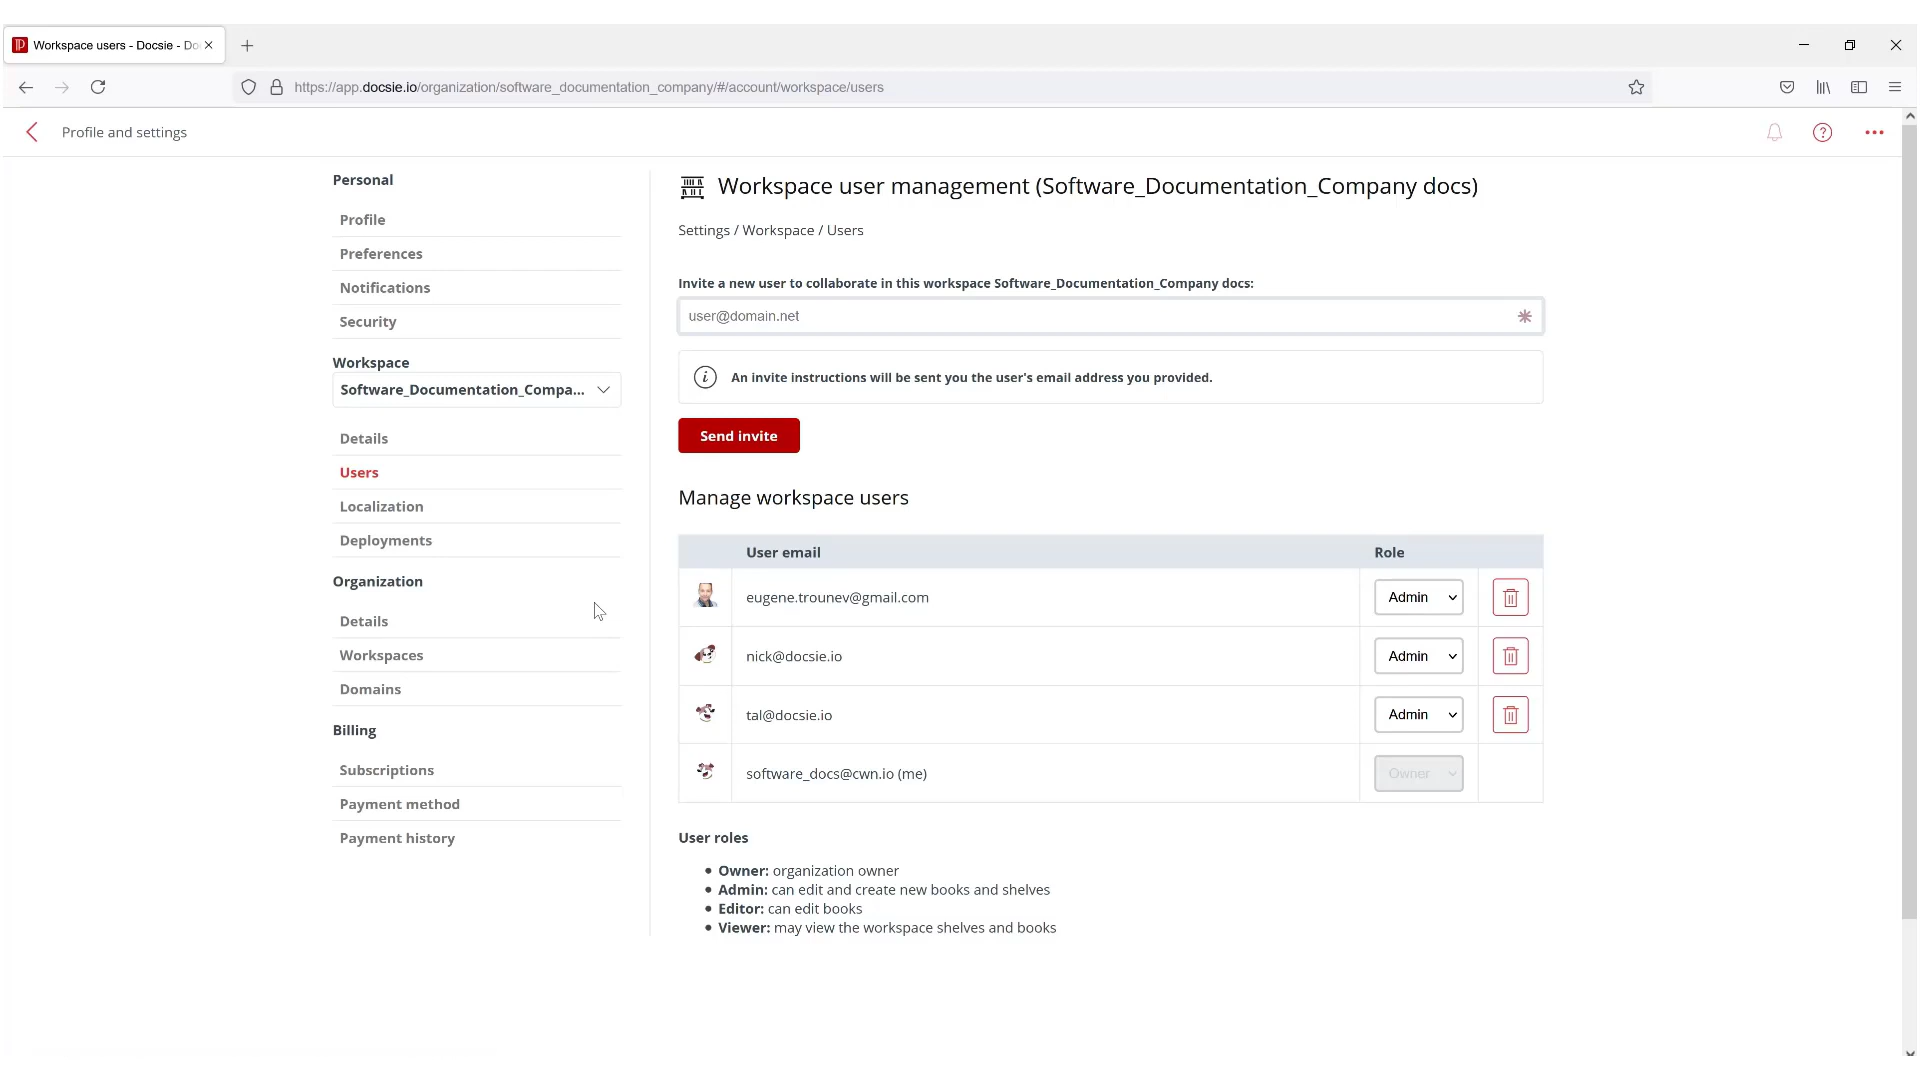 Workspace users - Docsie - Do
https://app.docsie.io/organization/software_documentation_company/#/account/workspace/users
Profile and settings
Personal
Profile
Preferences
Notifications
Security
Workspace
Software_Documentation_Compa...
Details
Users
Localization
Deployments
Organization
Details
Workspaces
Domains
Billing
Subscriptions
Payment method
Payment history
Workspace user management (Software_Documentation_Company docs)
Settings / Workspace / Users
Invite a new user to collaborate in this workspace Software_Documentation_Company docs:
user@domain.net
An invite instructions will be sent you the user's email address you provided.
Send invite
Manage workspace users
User email Role
eugene.trounev@gmail.com Admin
nick@docsie.io Admin
tal@docsie.io Admin
software_docs@cwn.io (me) Owner
User roles
Owner: organization owner
Admin: can edit and create new books and shelves
Editor: can edit books
Viewer: may view the workspace shelves and books